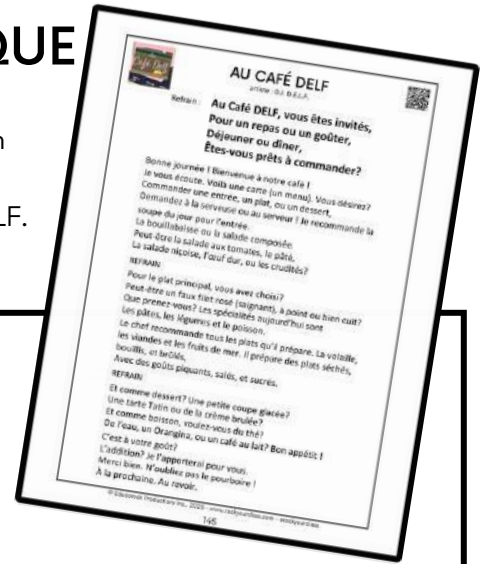 QUE
n
LF.
Café Delf
AU CAFÉ DELF
artiste : D.J. D.E.L.F.
Refrain : Au Café DELF, vous êtes invités,
Pour un repas ou un goûter,
Déjeuner ou dîner,
Êtes-vous prêts à commander?
Bonne journée ! Bienvenue à notre café !
Je vous écoute. Voilà une carte (un menu). Vous désirez?
Commander une entrée, un plat, ou un dessert,
Demandez à la serveuse ou au serveur ! Je recommande la
soupe du jour pour l'entrée.
La bouillabaisse ou la salade composée.
Peut-être la salade aux tomates, le pâté,
La salade niçoise, l'œuf dur, ou les crudités?
REFRAIN
Pour le plat principal, vous avez choisi?
Peut-être un faux filet rosé (saignant), à point ou bien cuit?
Que prenez-vous? Les spécialités aujourd'hui sont
Les pâtes, les légumes et le poisson.
Le chef recommande tous les plats qu'il prépare. La volaille,
les viandes et les fruits de mer. Il prépare des plats séchés,
bouillis, et brûlés,
Avec des goûts piquants, salés, et sucrés.
REFRAIN
Et comme dessert? Une petite coupe glacée?
Une tarte Tatin ou de la crème brulée?
Et comme boisson, voulez-vous du thé?
De l'eau, un Orangina, ou un café au lait? Bon appétit !
C'est à votre goût?
L'addition? Je l'apporterai pour vous.
Merci bien. N'oubliez pas le pourboire !
À la prochaine. Au revoir.
146